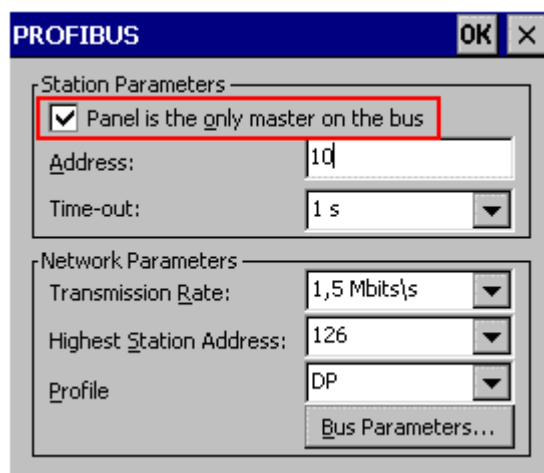 PROFIBUS OK ×
Station Parameters
Panel is the only master on the bus
Address: 10
Time-out: 1 s
Network Parameters
Transmission Rate: 1,5 Mbits\s
Highest Station Address: 126
Profile DP
Bus Parameters...